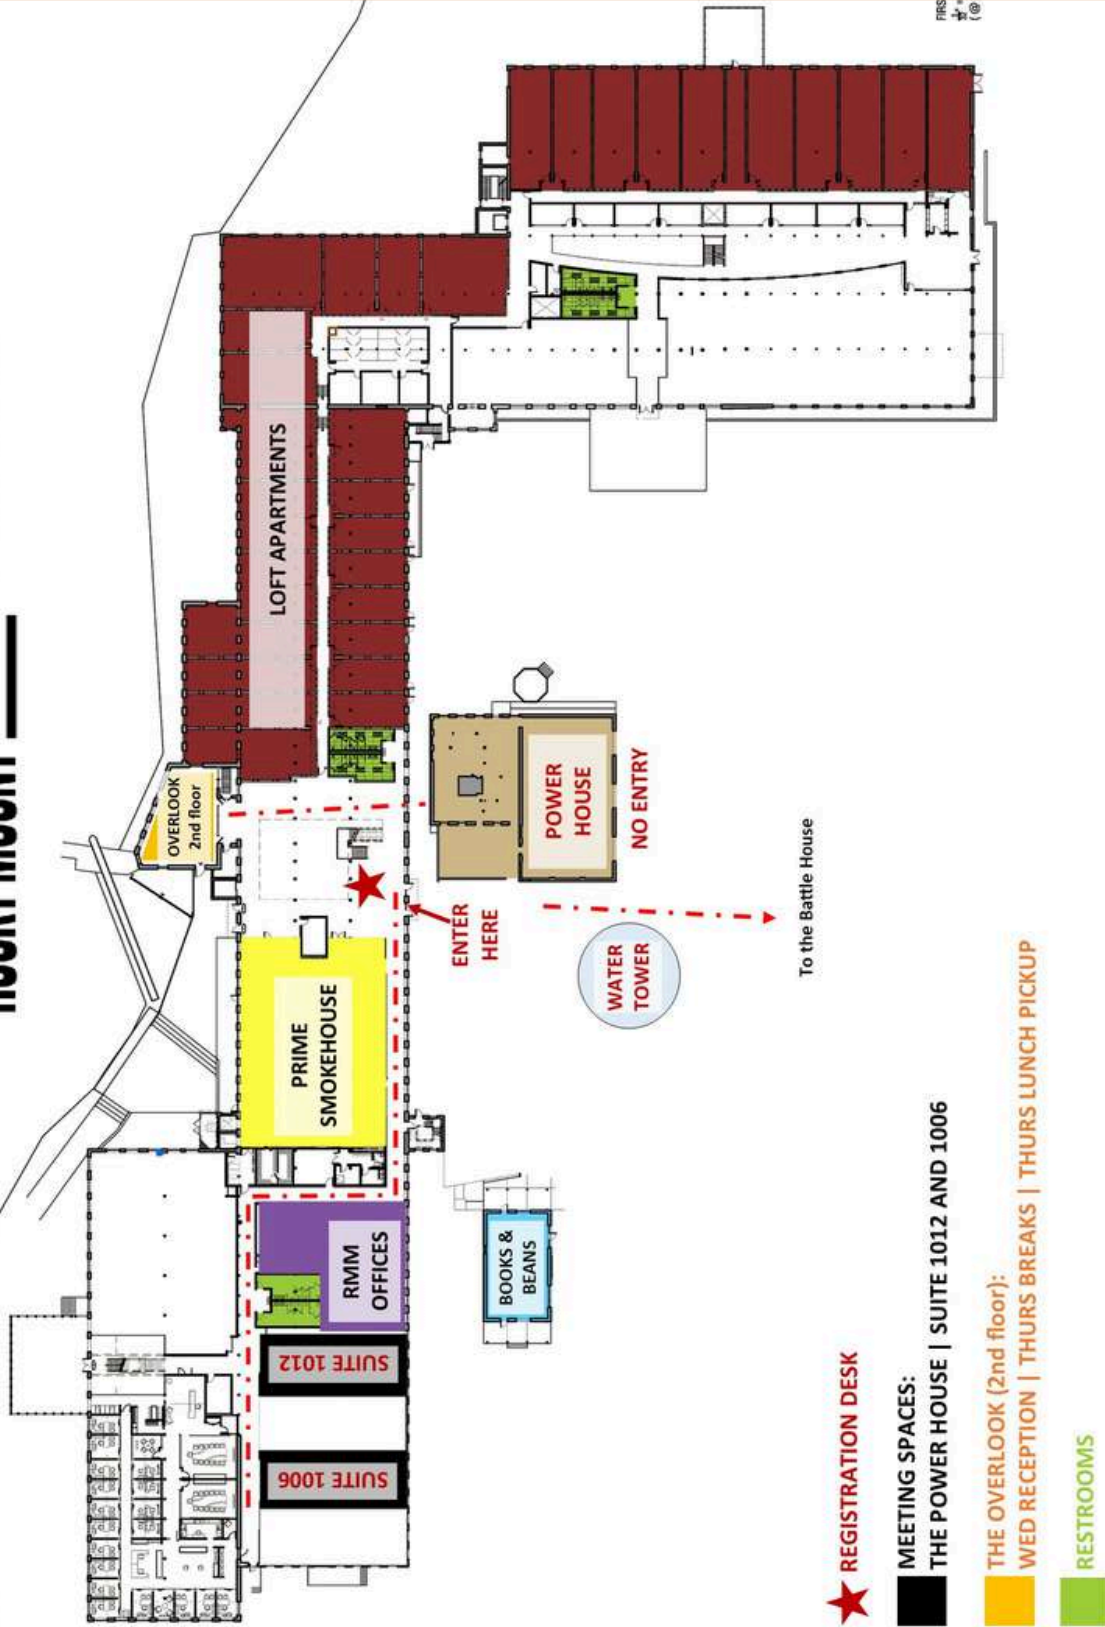 LOFT APARTMENTS
OVERLOOK
2nd floor
POWER
HOUSE
NO ENTRY
ENTER
HERE
WATER
TOWER
To the Battle House
PRIME
SMOKEHOUSE
RMM
OFFICES
BOOKS &
BEANS
SUITE 1012
SUITE 1006
REGISTRATION DESK
MEETING SPACES:
THE POWER HOUSE | SUITE 1012 AND 1006
THE OVERLOOK (2nd floor):
WED RECEPTION | THURS BREAKS | THURS LUNCH PICKUP
RESTROOMS